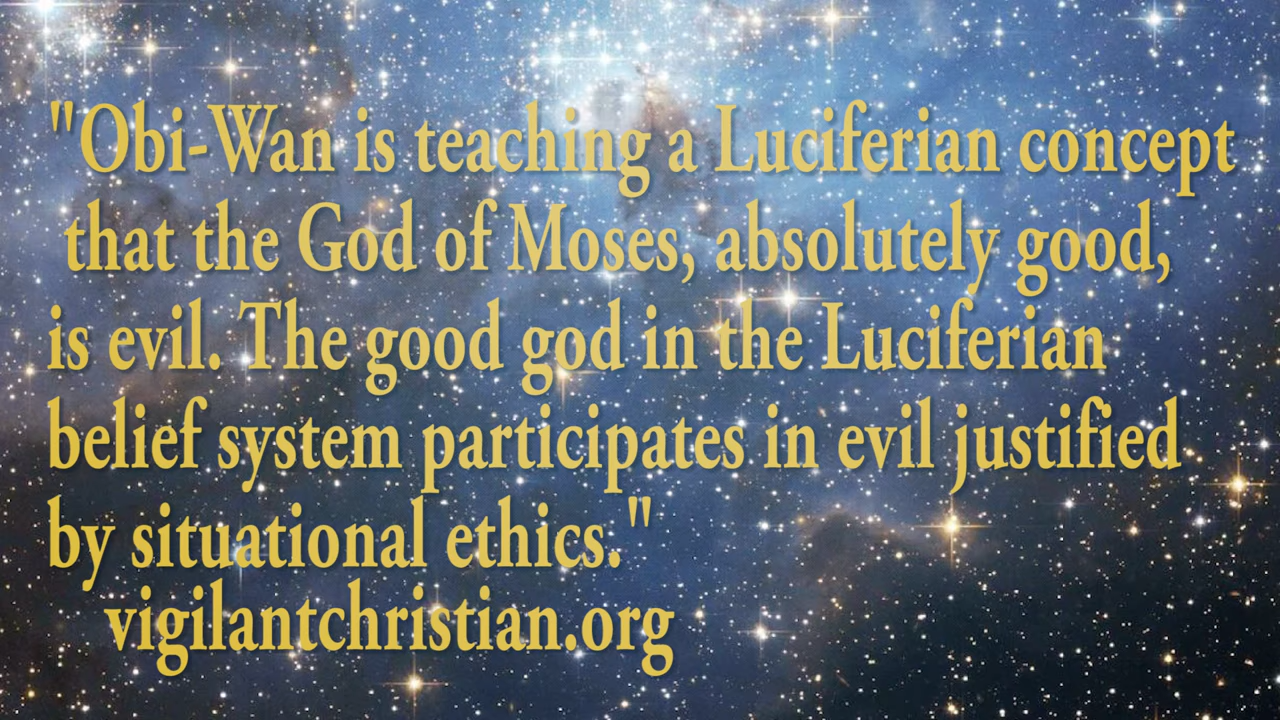 "Obi-Wan is teaching a Luciferian concept
that the God of Moses, absolutely good,
is evil. The good god in the Luciferian
belief system participates in evil justified
by situational ethics."
vigilantchristian.org